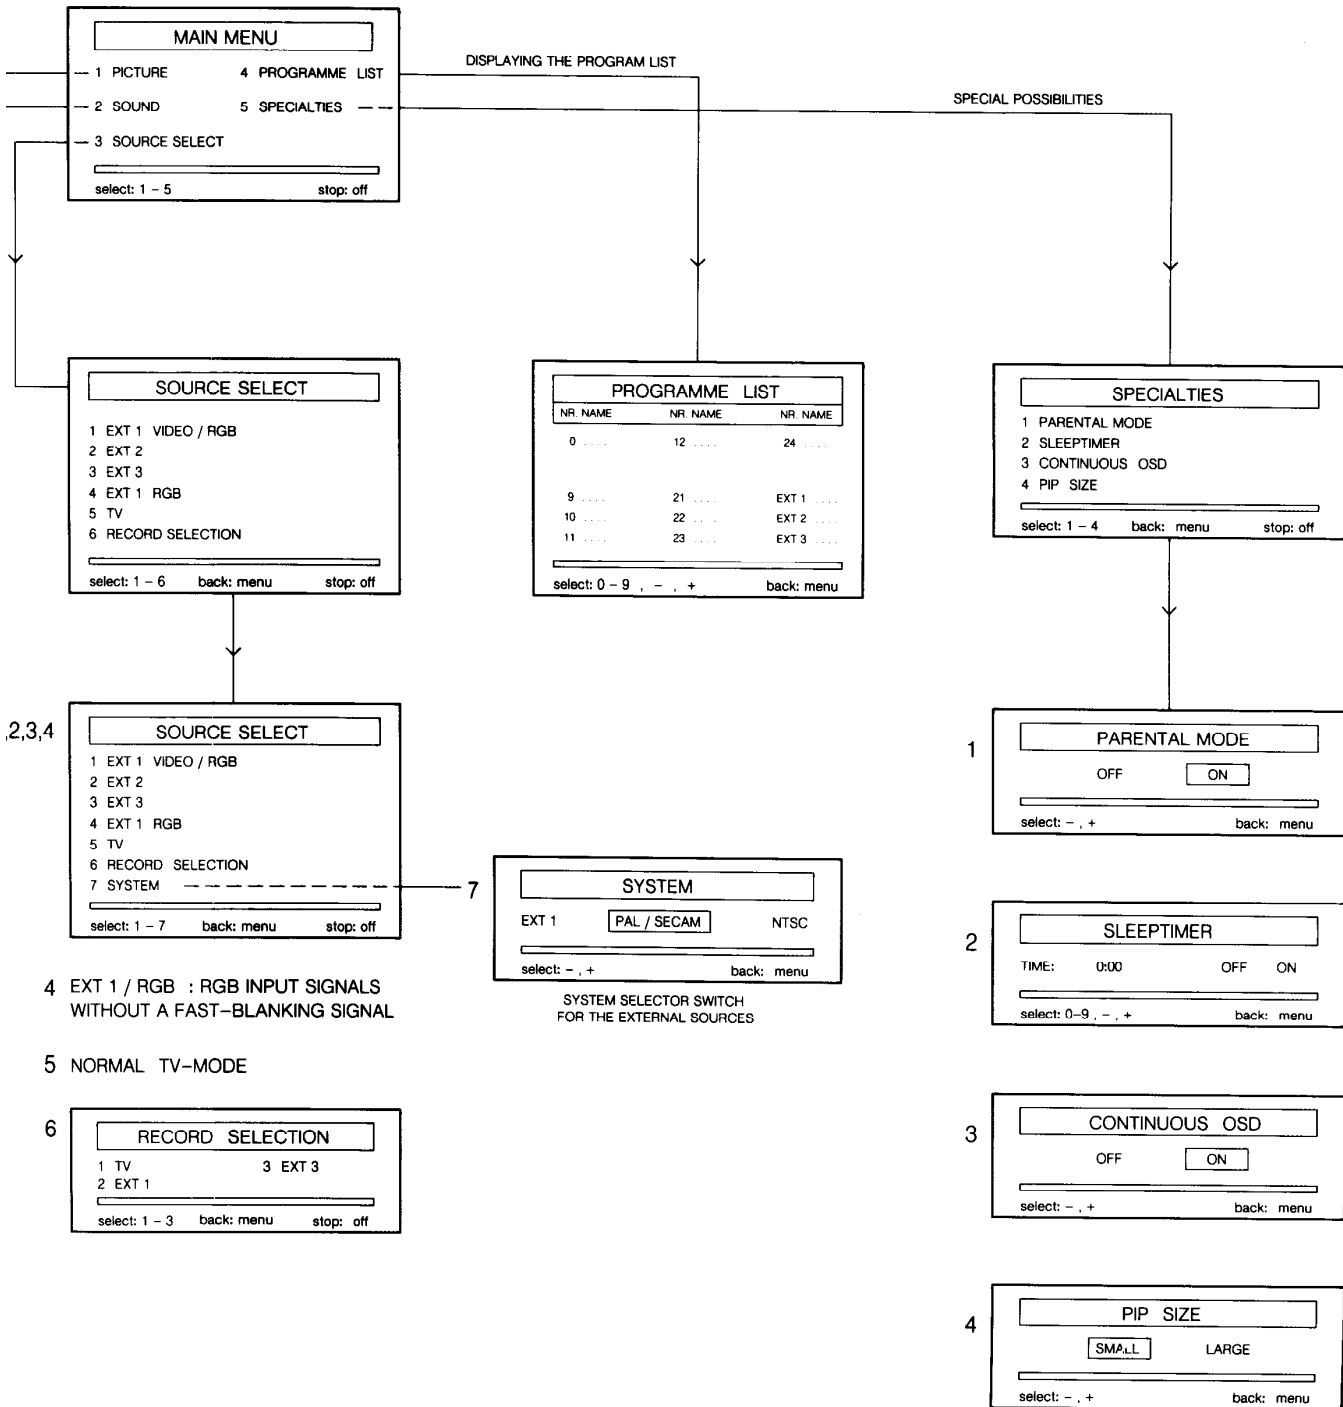 MAIN MENU
1 PICTURE 4 PROGRAMME LIST
2 SOUND 5 SPECIALTIES
3 SOURCE SELECT
select: 1 – 5 stop: off
DISPLAYING THE PROGRAM LIST
SPECIAL POSSIBILITIES
SOURCE SELECT
1 EXT 1 VIDEO / RGB
2 EXT 2
3 EXT 3
4 EXT 1 RGB
5 TV
6 RECORD SELECTION
select: 1 – 6 back: menu stop: off
PROGRAMME LIST
NR. NAME NR. NAME NR. NAME
0 .... 12 .... 24 ....
9 .... 21 .... EXT 1 ....
10 .... 22 .... EXT 2 ....
11 .... 23 .... EXT 3 ....
select: 0 – 9 , – , + back: menu
SPECIALTIES
1 PARENTAL MODE
2 SLEEPTIMER
3 CONTINUOUS OSD
4 PIP SIZE
select: 1 – 4 back: menu stop: off
,2,3,4
SOURCE SELECT
1 EXT 1 VIDEO / RGB
2 EXT 2
3 EXT 3
4 EXT 1 RGB
5 TV
6 RECORD SELECTION
7 SYSTEM
select: 1 – 7 back: menu stop: off
7
SYSTEM
EXT 1 PAL / SECAM NTSC
select: – , + back: menu
SYSTEM SELECTOR SWITCH
FOR THE EXTERNAL SOURCES
4 EXT 1 / RGB : RGB INPUT SIGNALS
WITHOUT A FAST–BLANKING SIGNAL
5 NORMAL TV–MODE
6
RECORD SELECTION
1 TV 3 EXT 3
2 EXT 1
select: 1 – 3 back: menu stop: off
1
PARENTAL MODE
OFF ON
select: – , + back: menu
2
SLEEPTIMER
TIME: 0:00 OFF ON
select: 0–9 , – , + back: menu
3
CONTINUOUS OSD
OFF ON
select: – , + back: menu
4
PIP SIZE
SMALL LARGE
select: – , + back: menu